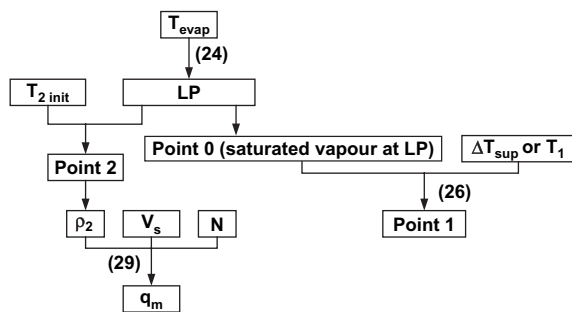 T_evap
(24)
T_2 init
LP
Point 0 (saturated vapour at LP)
ΔT_sup or T_1
Point 2
(26)
Point 1
ρ_2
V_s
N
(29)
q_m